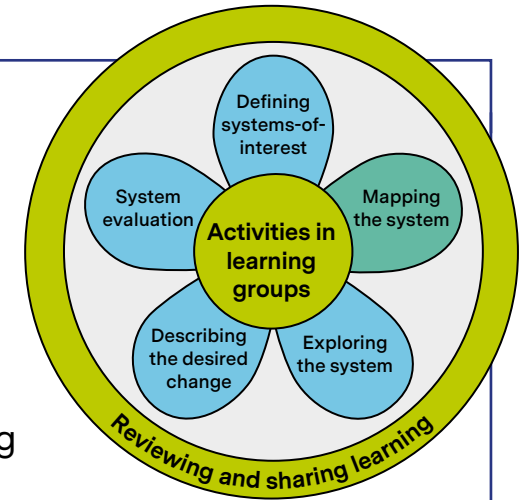 Defining
systems-of-
interest
Mapping
the system
Exploring
the system
Describing
the desired
change
System
evaluation
Activities in
learning
groups
Reviewing and sharing learning
g